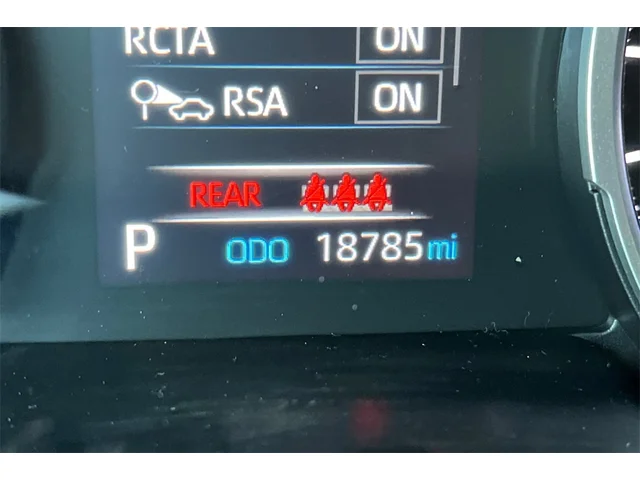 RCTA ON
RSA ON
REAR
P ODO 18785 mi